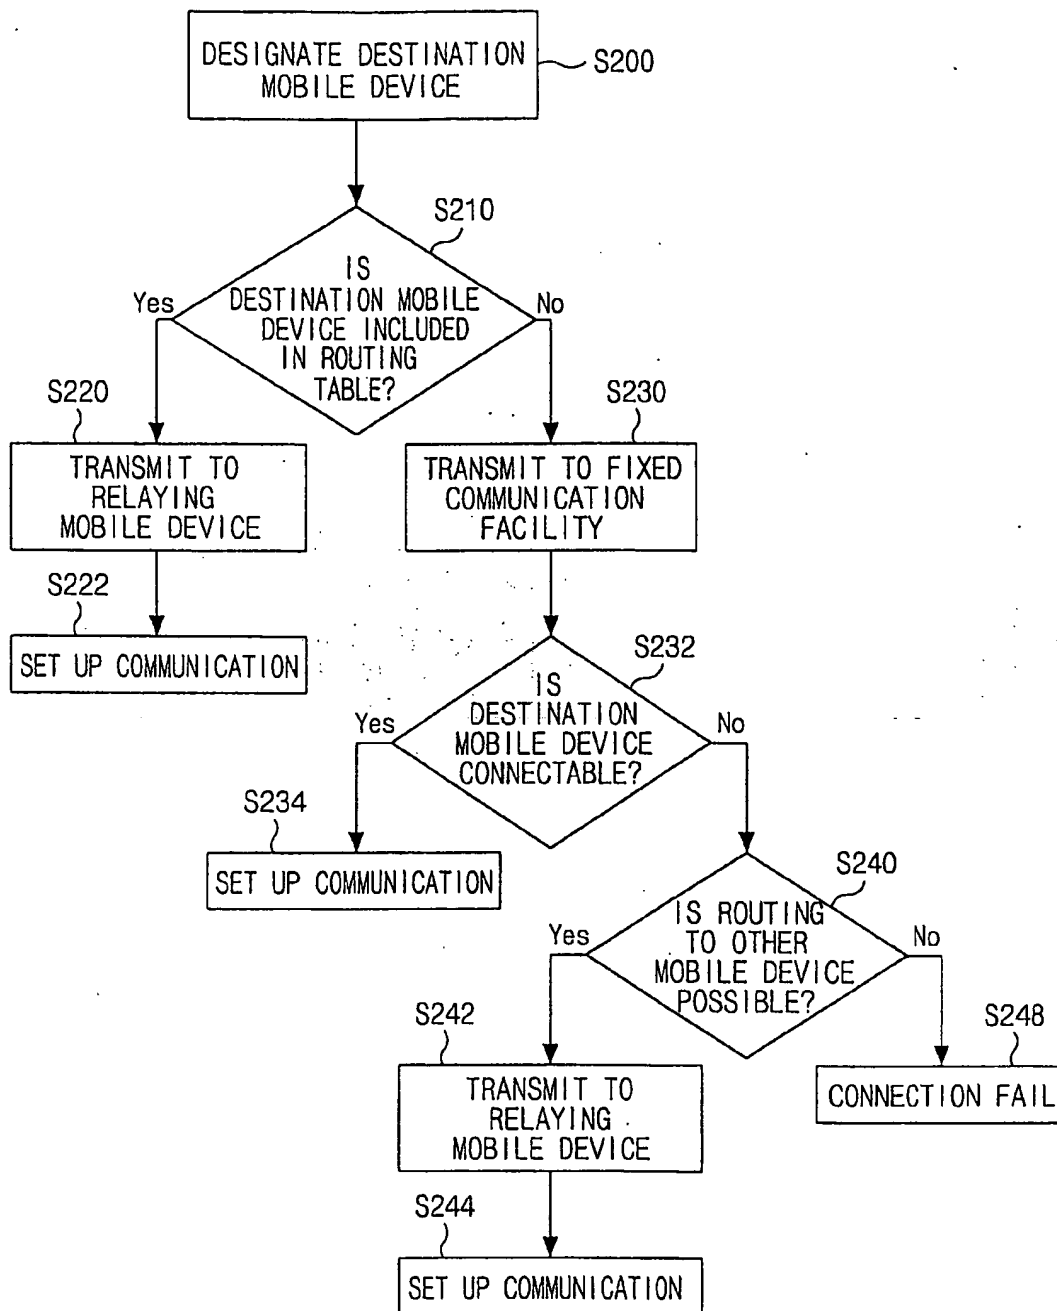 DESIGNATE DESTINATION
MOBILE DEVICE
S200
S210
IS
DESTINATION MOBILE
DEVICE INCLUDED
IN ROUTING
TABLE?
Yes
No
S220
TRANSMIT TO
RELAYING
MOBILE DEVICE
S230
TRANSMIT TO FIXED
COMMUNICATION
FACILITY
S222
SET UP COMMUNICATION
S232
IS
DESTINATION
MOBILE DEVICE
CONNECTABLE?
Yes
No
S234
SET UP COMMUNICATION
S240
IS ROUTING
TO OTHER
MOBILE DEVICE
POSSIBLE?
Yes
No
S242
TRANSMIT TO
RELAYING
MOBILE DEVICE
S248
CONNECTION FAIL
S244
SET UP COMMUNICATION